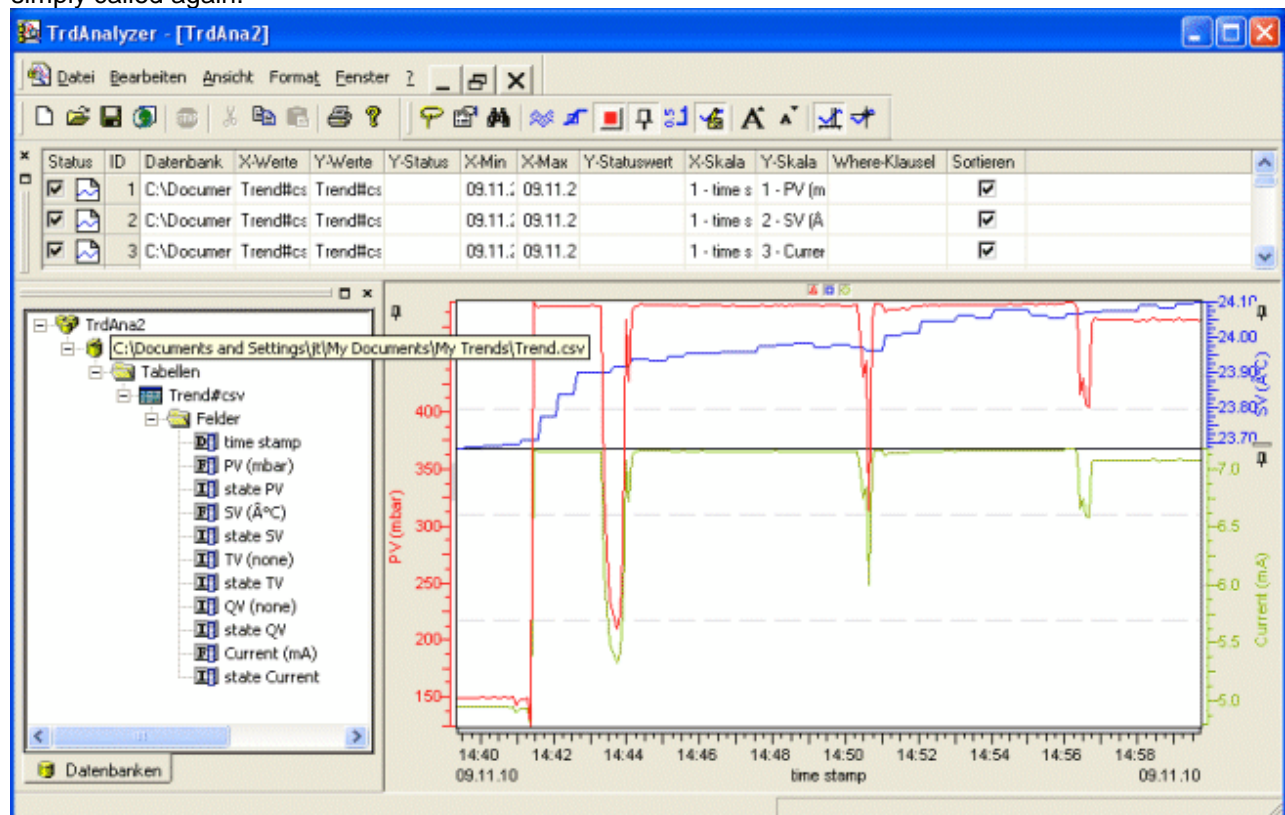 simply called again.
TrdAnalyzer - [TrdAna2]
Datei Bearbeiten Ansicht Format Fenster ?
Status ID Datenbank X-Werte Y-Werte Y-Status X-Min X-Max Y-Statuswert X-Skala Y-Skala Where-Klausel Sortieren
1 C:\Documer Trend#cs Trend#cs 09.11.2 09.11.2 1 - time s 1 - PV (m
2 C:\Documer Trend#cs Trend#cs 09.11.2 09.11.2 1 - time s 2 - SV (Â
3 C:\Documer Trend#cs Trend#cs 09.11.2 09.11.2 1 - time s 3 - Currer
TrdAna2
C:\Documents and Settings\jt\My Documents\My Trends\Trend.csv
Tabellen
Trend#csv
Felder
time stamp
PV (mbar)
state PV
SV (Â°C)
state SV
TV (none)
state TV
QV (none)
state QV
Current (mA)
state Current
Datenbanken
PV (mbar)
400
350
300
250
200
150
24.10
24.00
23.90
23.80
23.70
SV (Â°C)
7.0
6.5
6.0
5.5
5.0
Current (mA)
14:40 14:42 14:44 14:46 14:48 14:50 14:52 14:54 14:56 14:58
09.11.10 time stamp 09.11.10